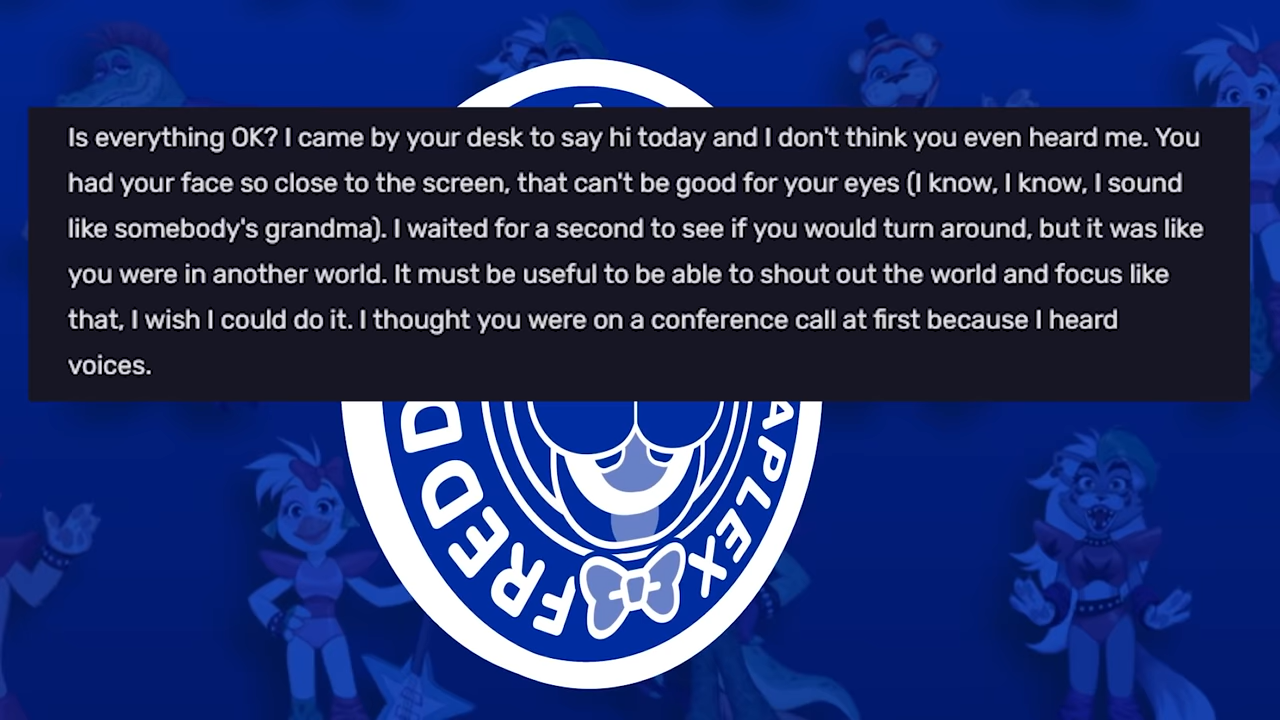 Is everything OK? I came by your desk to say hi today and I don't think you even heard me. You
had your face so close to the screen, that can't be good for your eyes (I know, I know, I sound
like somebody's grandma). I waited for a second to see if you would turn around, but it was like
you were in another world. It must be useful to be able to shout out the world and focus like
that, I wish I could do it. I thought you were on a conference call at first because I heard
voices.
FREDD
APLEX